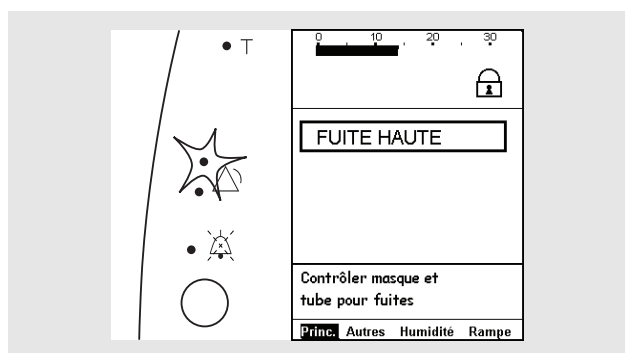 T
0 10 20 30
FUITE HAUTE
Contrôler masque et
tube pour fuites
Princ. Autres Humidité Rampe